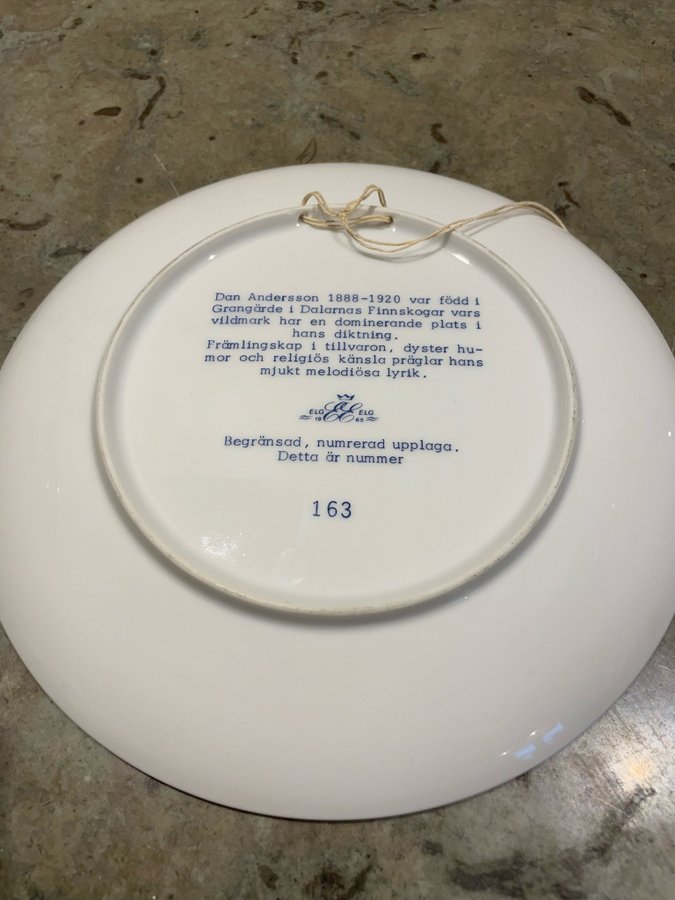 Dan Andersson 1888-1920 var född i
Grangärde i Dalarnas Finnskogar vars
vildmark har en dominerande plats i
hans diktning.
Främlingskap i tillvaron, dyster hu-
mor och religiös känsla präglar hans
mjukt melodiösa lyrik.
ELG ELG
1965
Begränsad, numrerad upplaga.
Detta är nummer
163